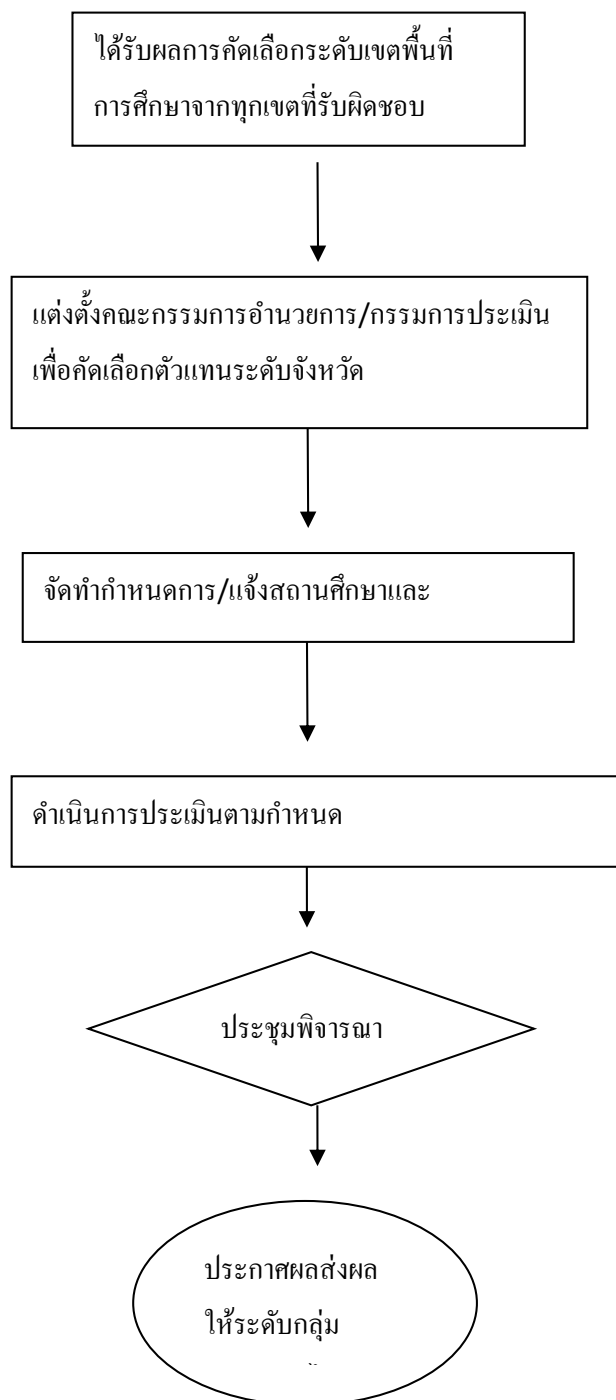 ได้รับผลการคัดเลือกระดับเขตพื้นที่
การศึกษาจากทุกเขตที่รับผิดชอบ
แต่งตั้งคณะกรรมการอำนวยการ/กรรมการประเมิน
เพื่อคัดเลือกตัวแทนระดับจังหวัด
จัดทำกำหนดการ/แจ้งสถานศึกษาและ
ดำเนินการประเมินตามกำหนด
ประชุมพิจารณา
ประกาศผลส่งผล
ให้ระดับกลุ่ม